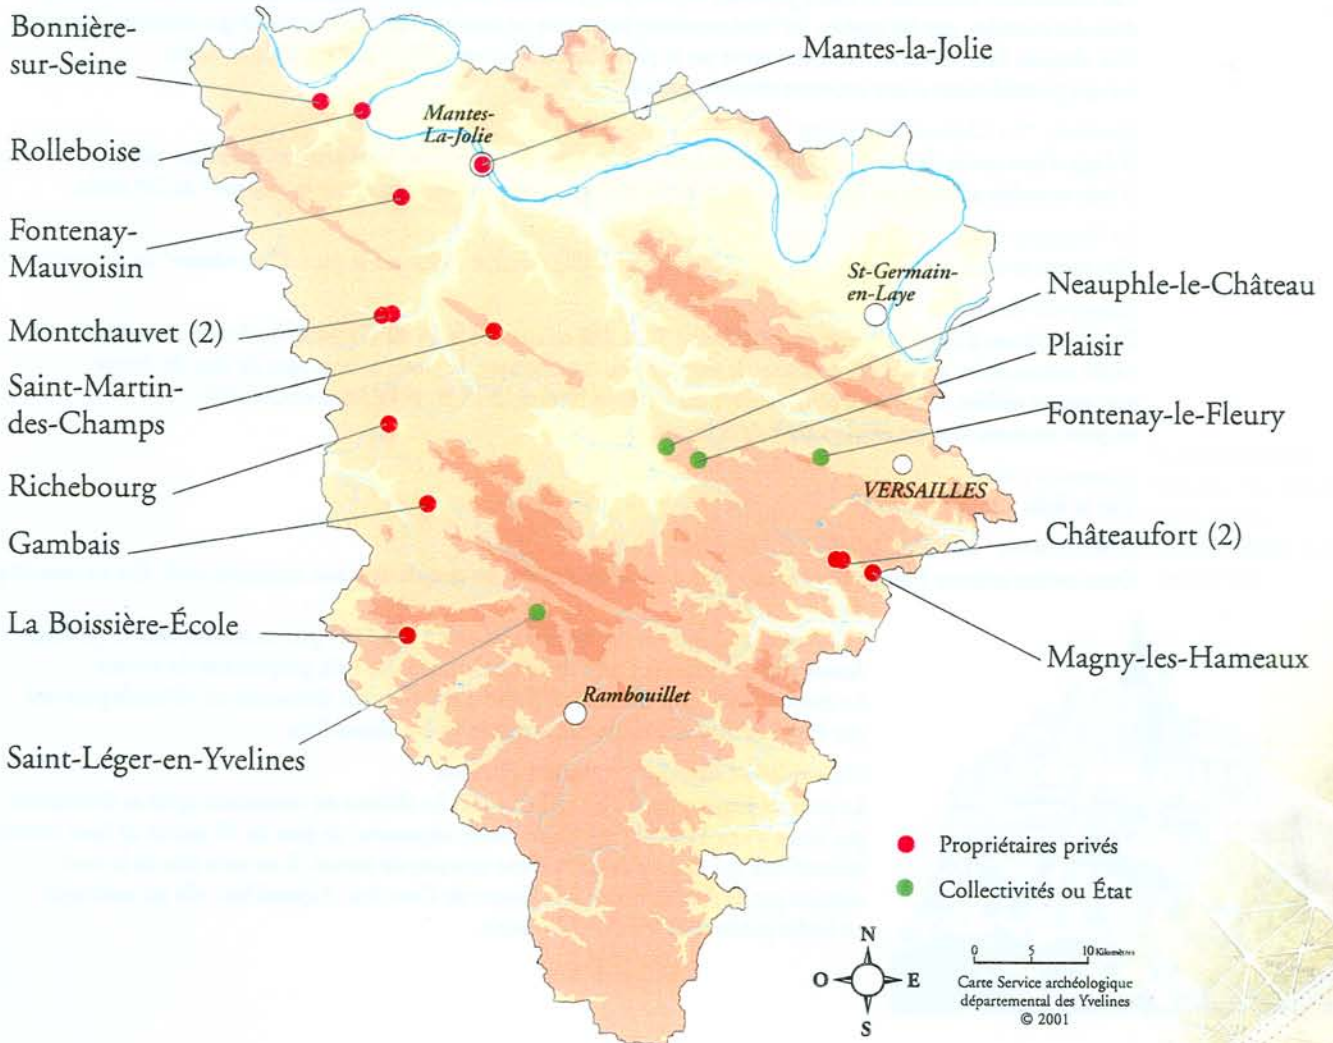 Bonnière-
sur-Seine
Rolleboise
Fontenay-
Mauvoisin
Montchauvet (2)
Saint-Martin-
des-Champs
Richebourg
Gambais
La Boissière-École
Saint-Léger-en-Yvelines
Mantes-
La-Jolie
Mantes-la-Jolie
St-Germain-
en-Laye
Neauphle-le-Château
Plaisir
Fontenay-le-Fleury
VERSAILLES
Châteaufort (2)
Magny-les-Hameaux
Rambouillet
Propriétaires privés
Collectivités ou État
N
O E
S
0 5 10 Kilomètres
Carte Service archéologique
départemental des Yvelines
© 2001